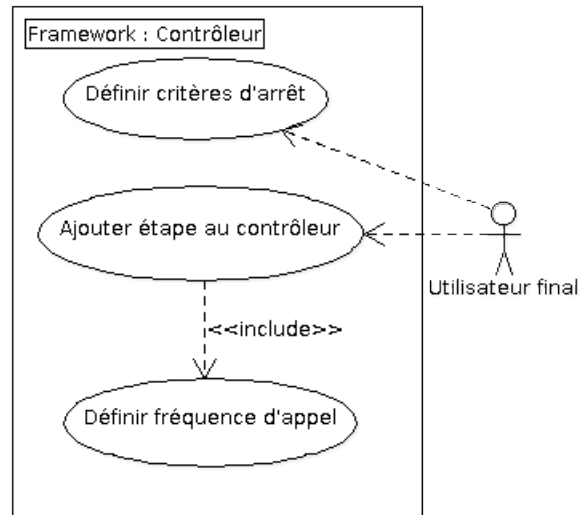 Framework : Contrôleur
Définir critères d'arrêt
Ajouter étape au contrôleur
Utilisateur final
<<include>>
Définir fréquence d'appel